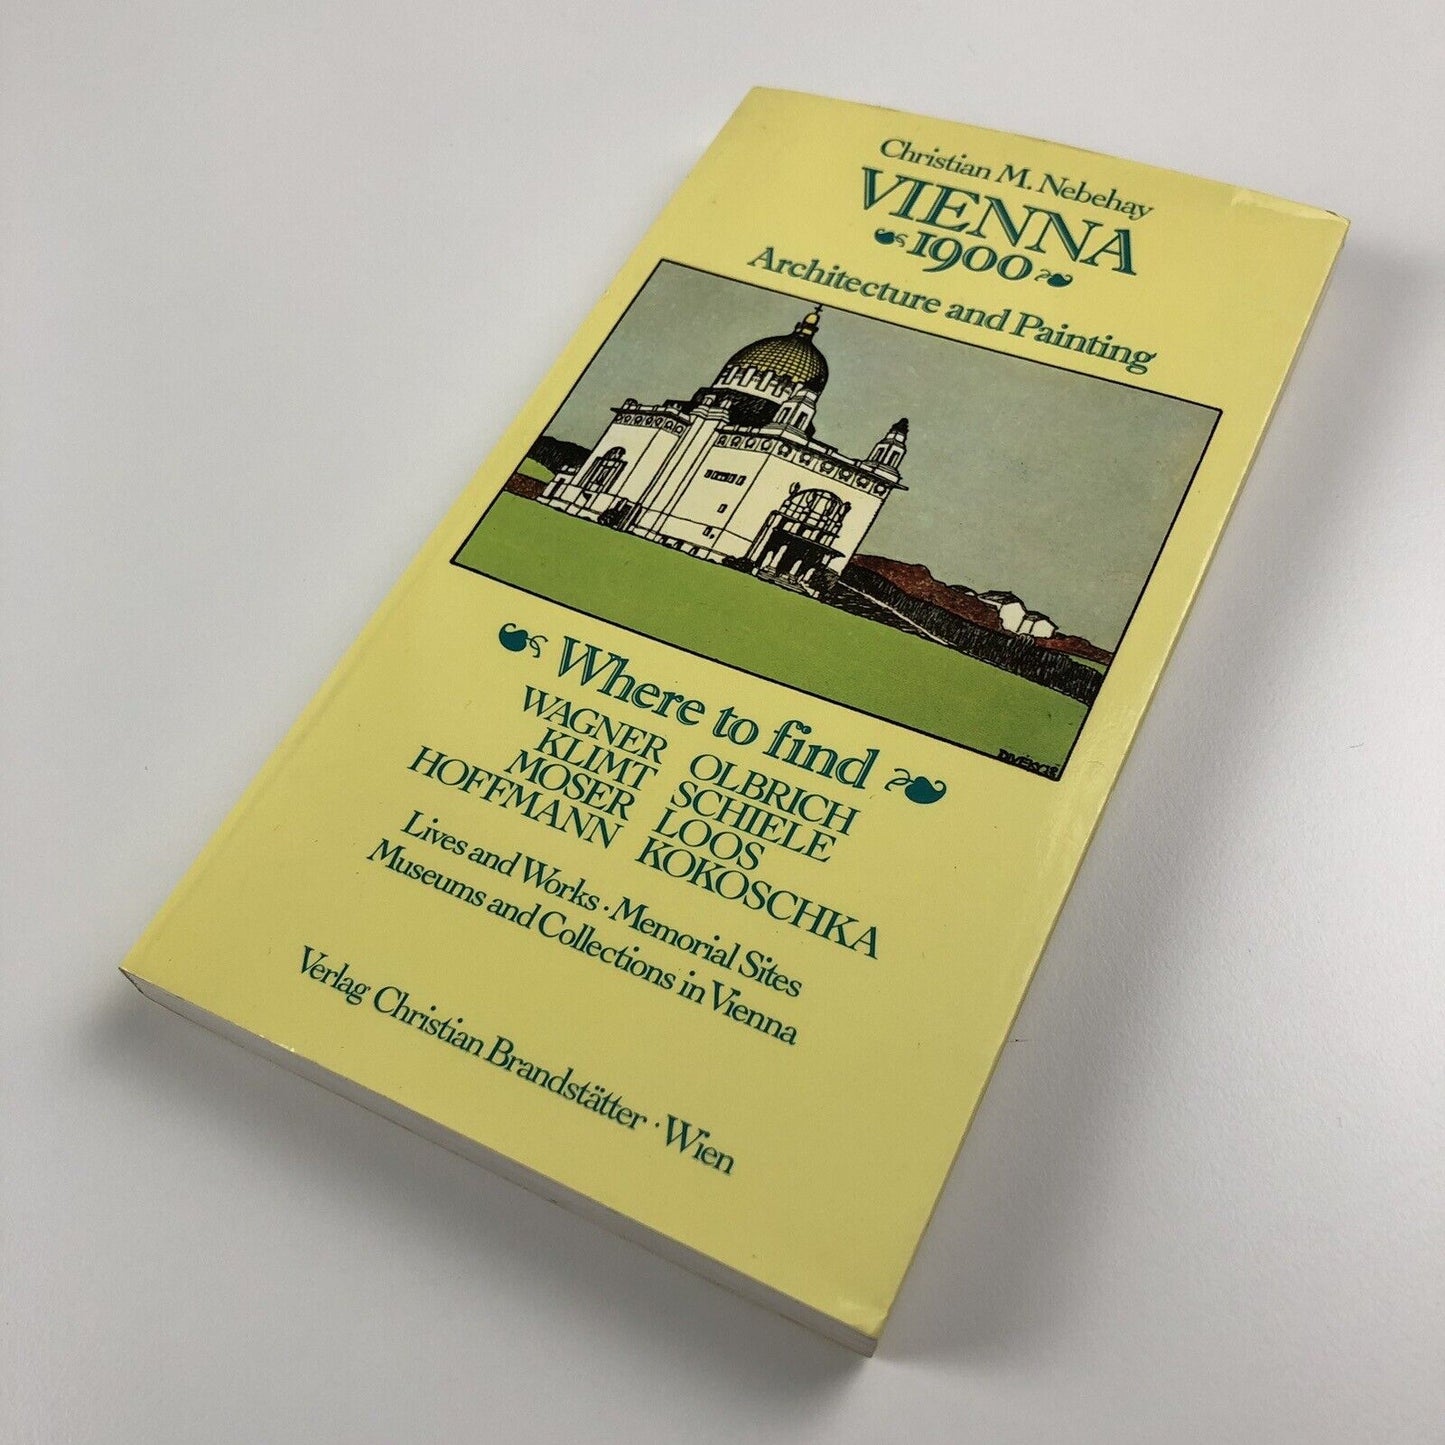 Christian M. Nebehay
VIENNA
1900
Architecture and Painting
Where to find
WAGNER OLBRICH
KLIMT SCHIELE
MOSER LOOS
HOFFMANN KOKOSCHKA
Lives and Works · Memorial Sites
Museums and Collections in Vienna
Verlag Christian Brandstätter · Wien